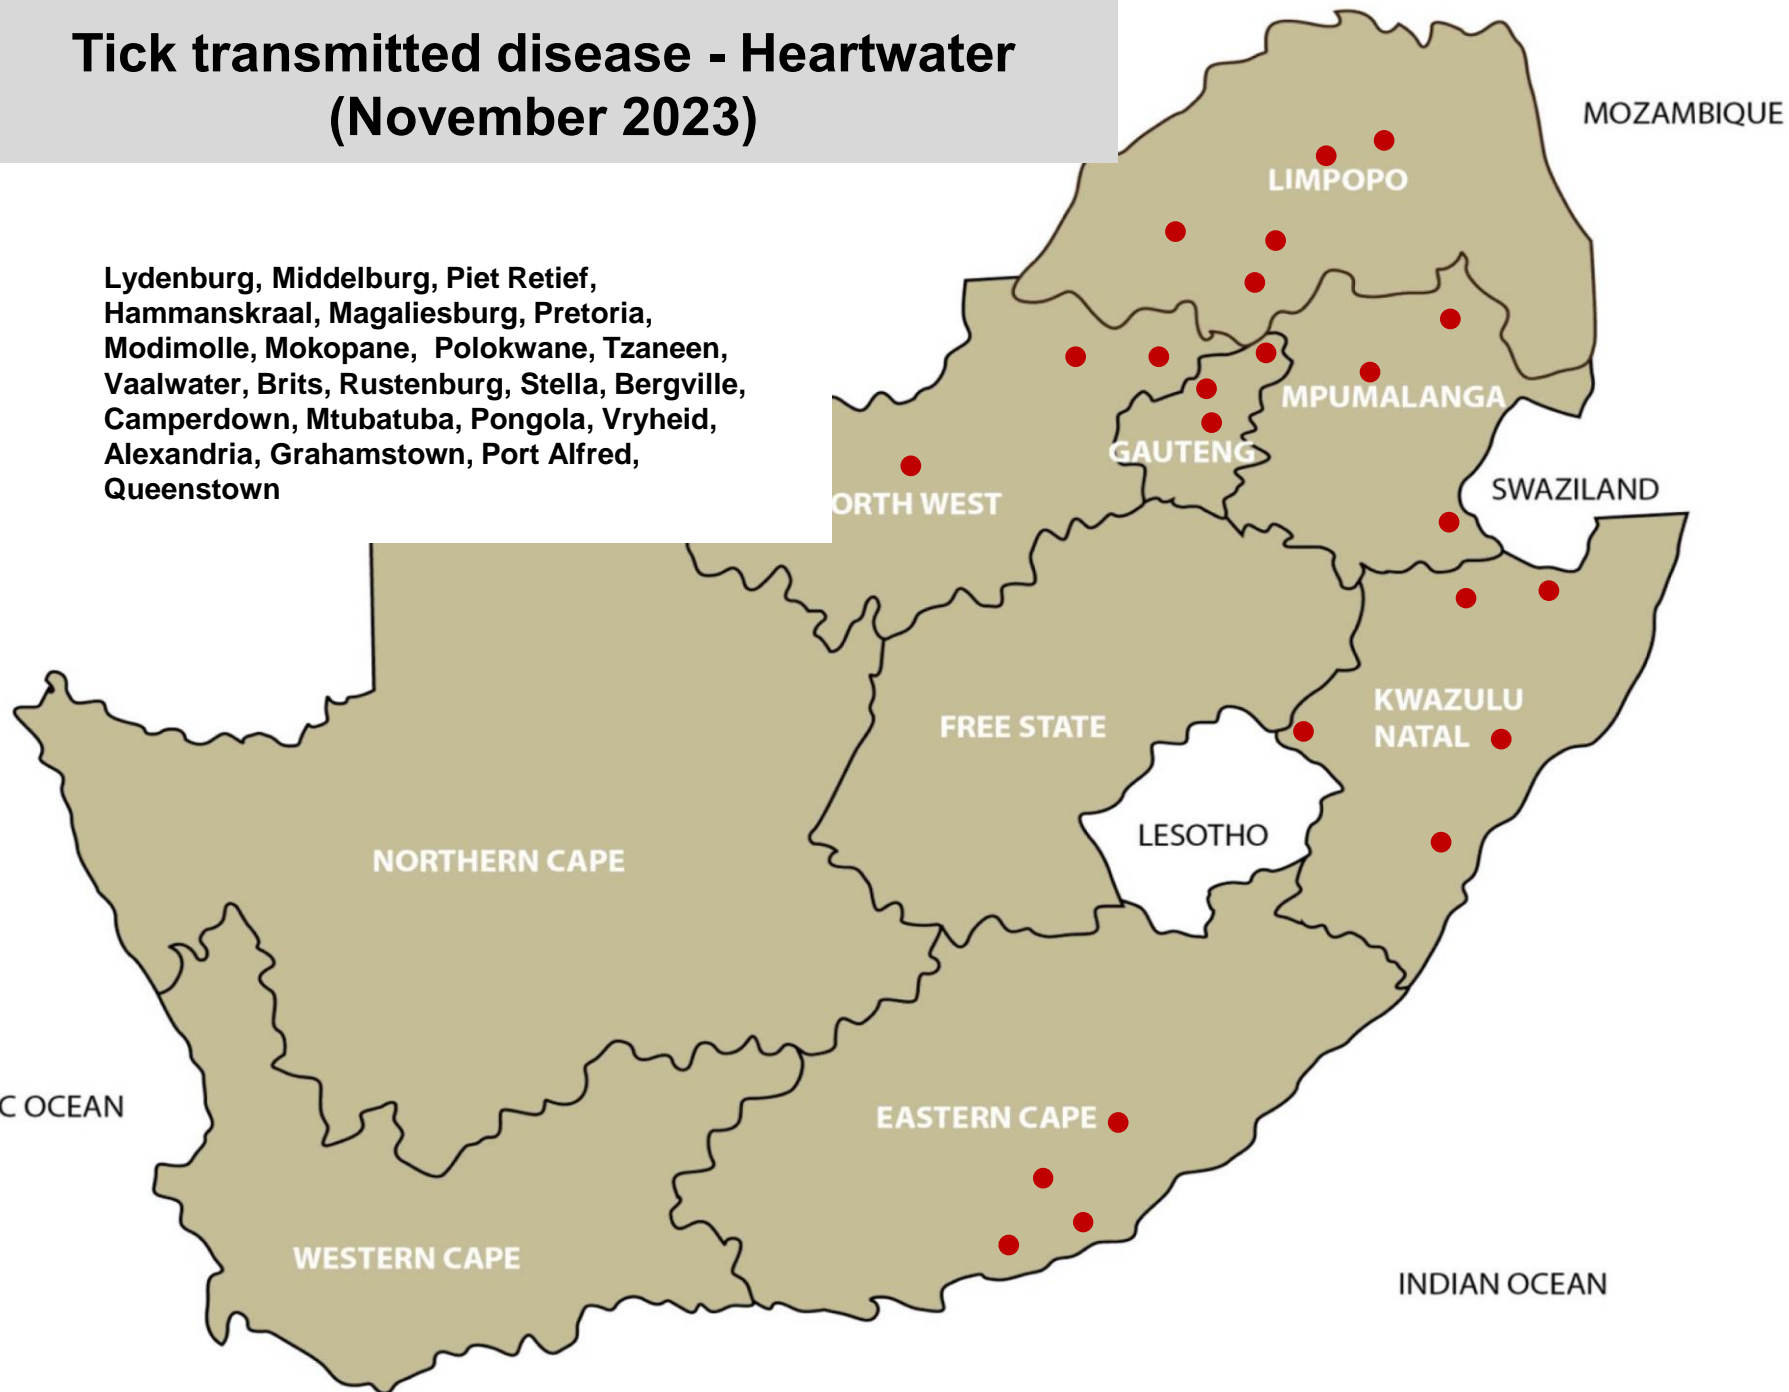 Tick transmitted disease - Heartwater
(November 2023)
MOZAMBIQUE
LIMPOPO
Lydenburg, Middelburg, Piet Retief,
Hammanskraal, Magaliesburg, Pretoria,
Modimolle, Mokopane, Polokwane, Tzaneen,
Vaalwater, Brits, Rustenburg, Stella, Bergville,
Camperdown, Mtubatuba, Pongola, Vryheid,
Alexandria, Grahamstown, Port Alfred,
Queenstown
MPUMALANGA
GAUTENG
SWAZILAND
ORTH WEST
KWAZULU
NATAL
FREE STATE
LESOTHO
NORTHERN CAPE
C OCEAN
EASTERN CAPE
WESTERN CAPE
INDIAN OCEAN